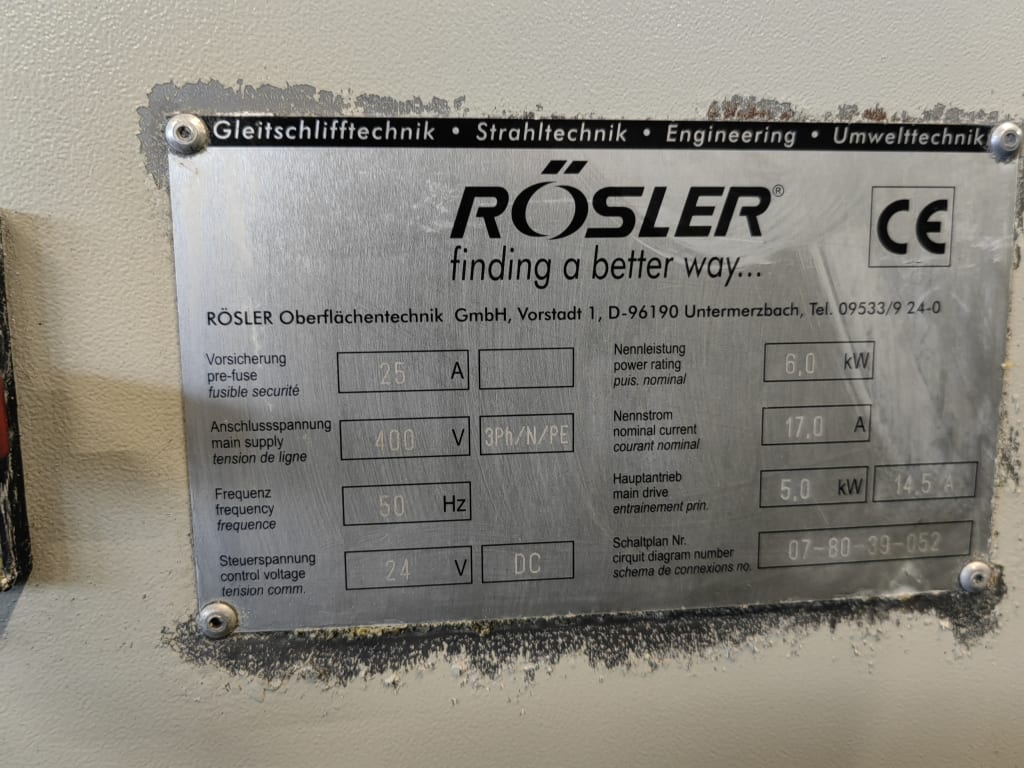 Gleitschlifftechnik • Strahltechnik • Engineering • Umwelttechnik
RÖSLER®
finding a better way...
CE
RÖSLER Oberflächentechnik GmbH, Vorstadt 1, D-96190 Untermerzbach, Tel. 09533/9 24-0
Vorsicherung
pre-fuse
fusible securité
25 A
Anschlussspannung
main supply
tension de ligne
400 V 3Ph/N/PE
Frequenz
frequency
frequence
50 Hz
Steuerspannung
control voltage
tension comm.
24 V DC
Nennleistung
power rating
puis. nominal
6,0 kW
Nennstrom
nominal current
courant nominal
17,0 A
Hauptantrieb
main drive
entrainement prin.
5,0 kW 14,5 A
Schaltplan Nr.
cirquit diagram number
schema de connexions no.
07-80-39-052